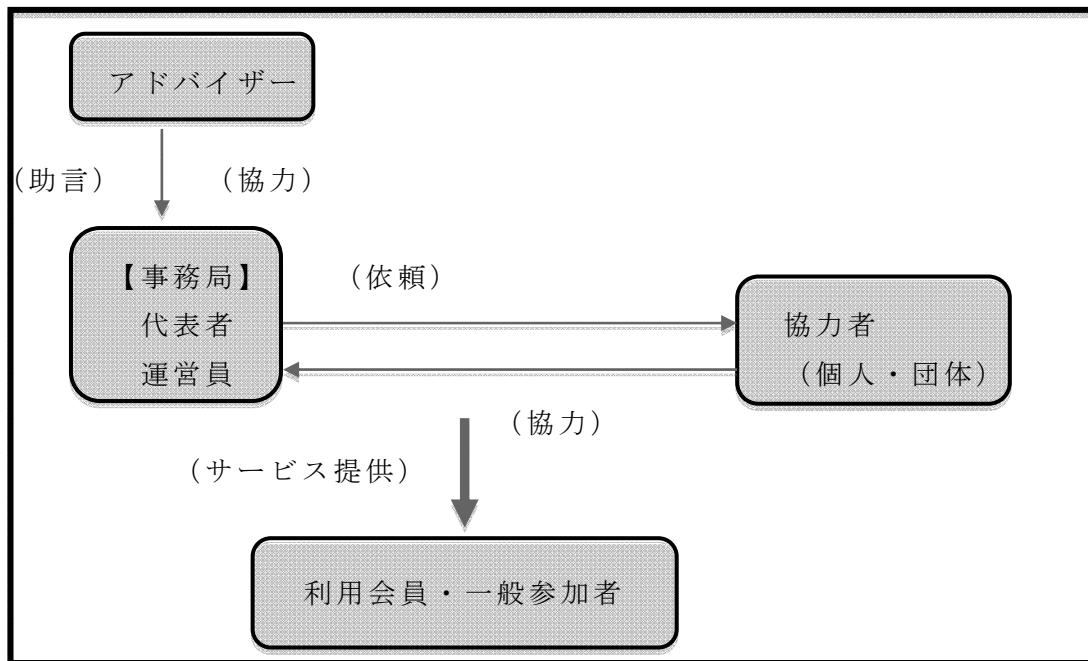 アドバイザー
（助言）
（協力）
【事務局】
代表者
運営員
（依頼）
協力者
（個人・団体）
（協力）
（サービス提供）
利用会員・一般参加者